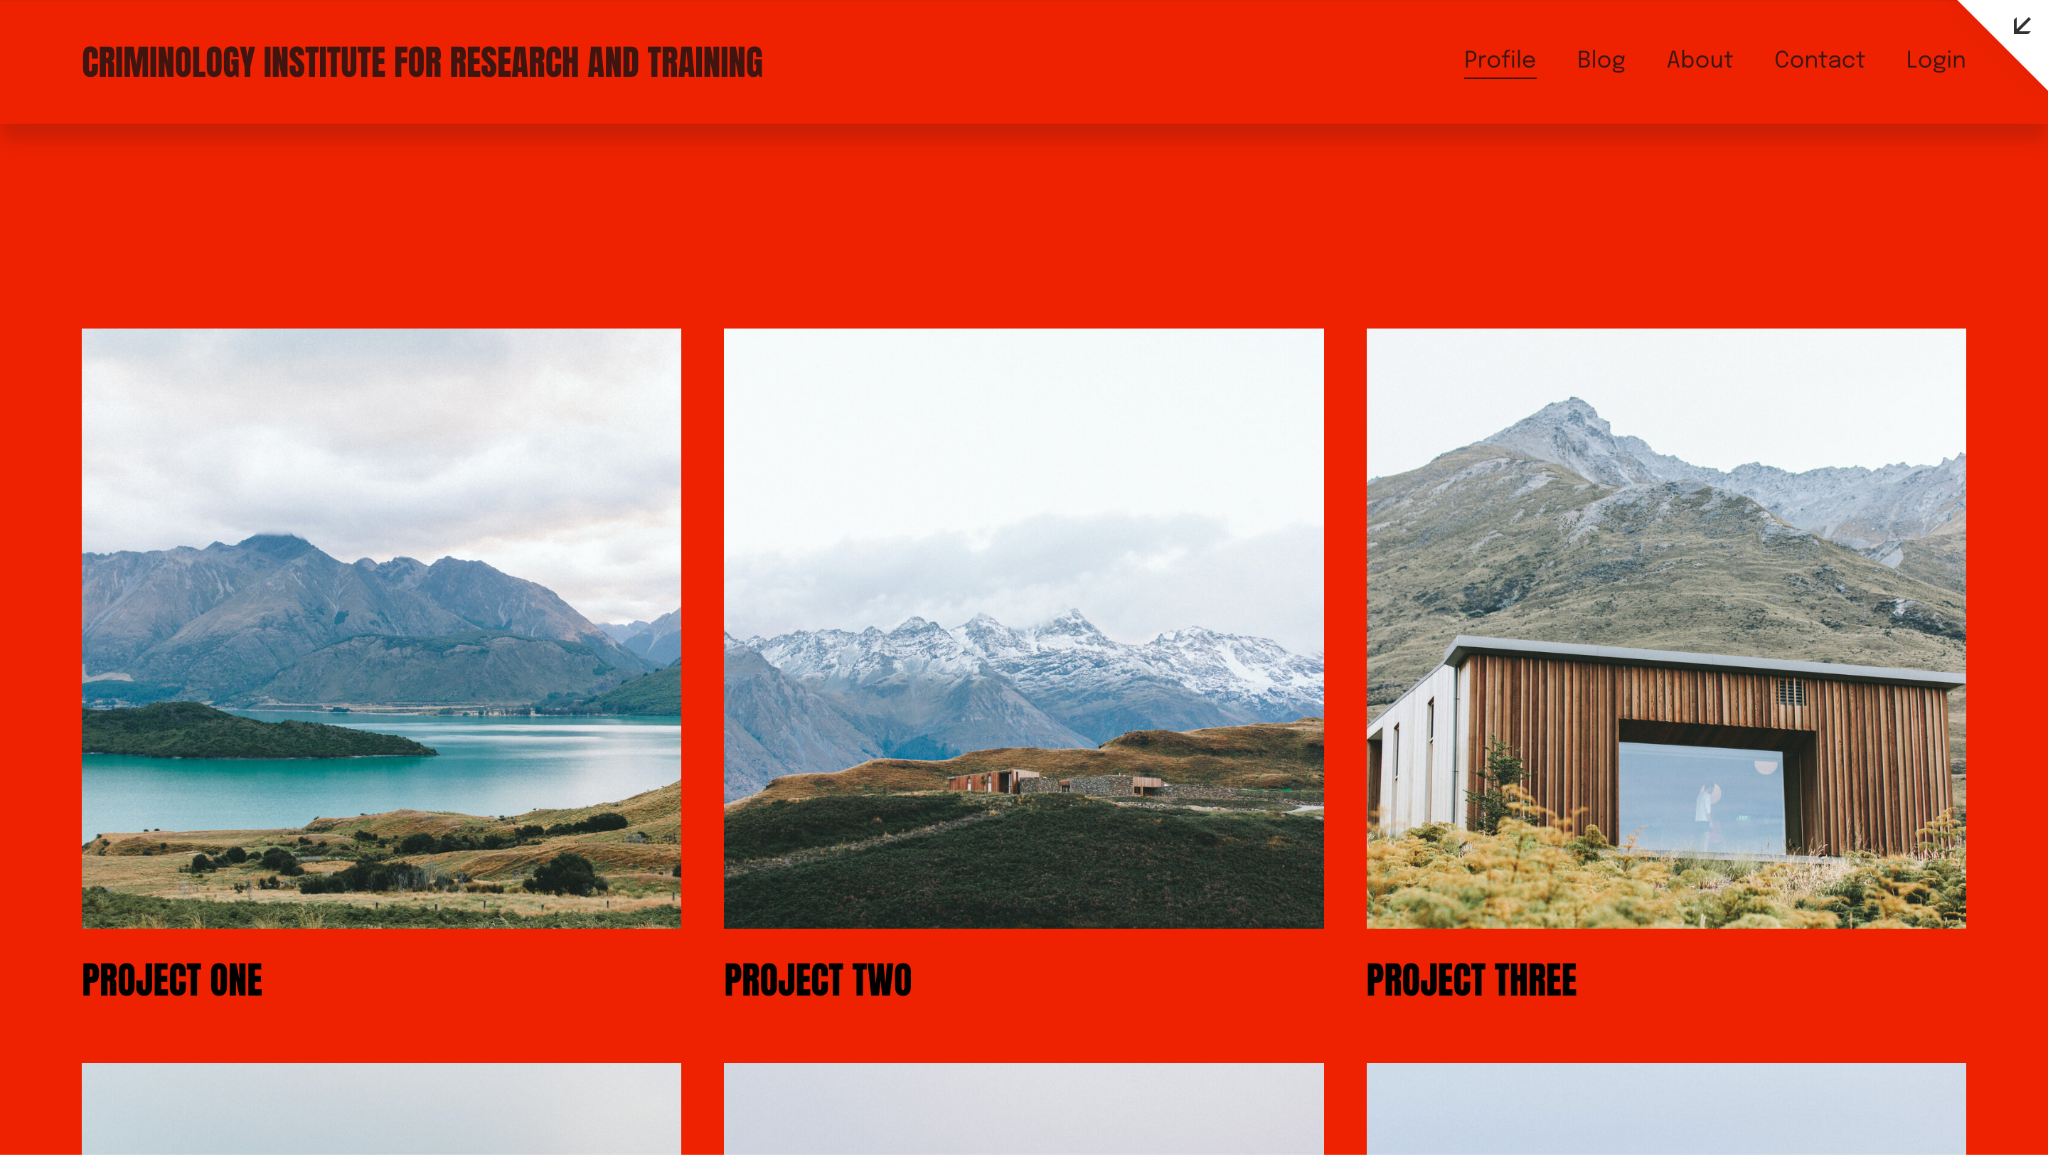 CRIMINOLOGY INSTITUTE FOR RESEARCH AND TRAINING
Profile Blog About Contact Login
PROJECT ONE
PROJECT TWO
PROJECT THREE